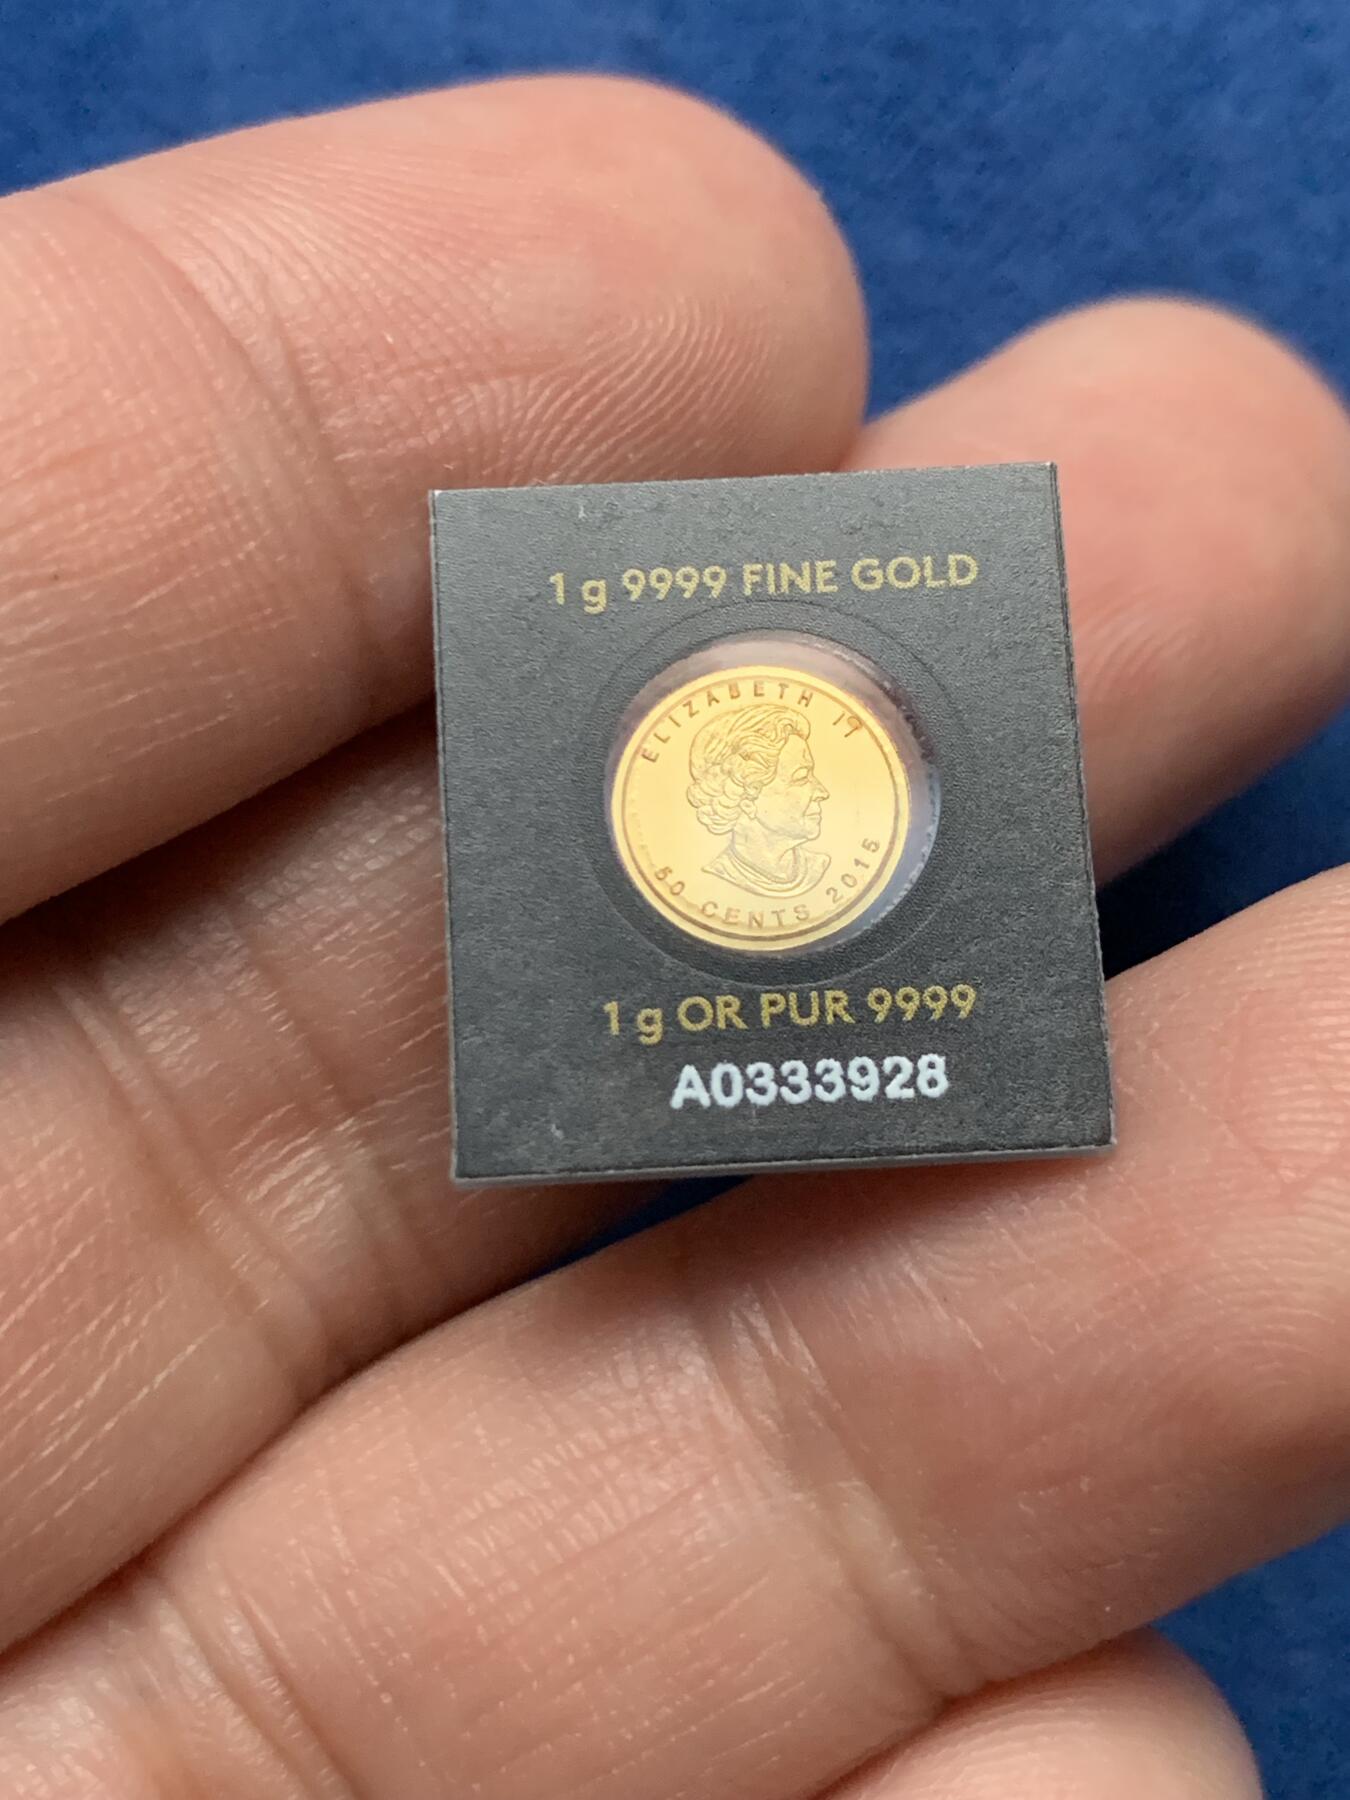 1 g 9999 FINE GOLD
ELIZABETH II
50 CENTS 2015
1 g OR PUR 9999
A0333928